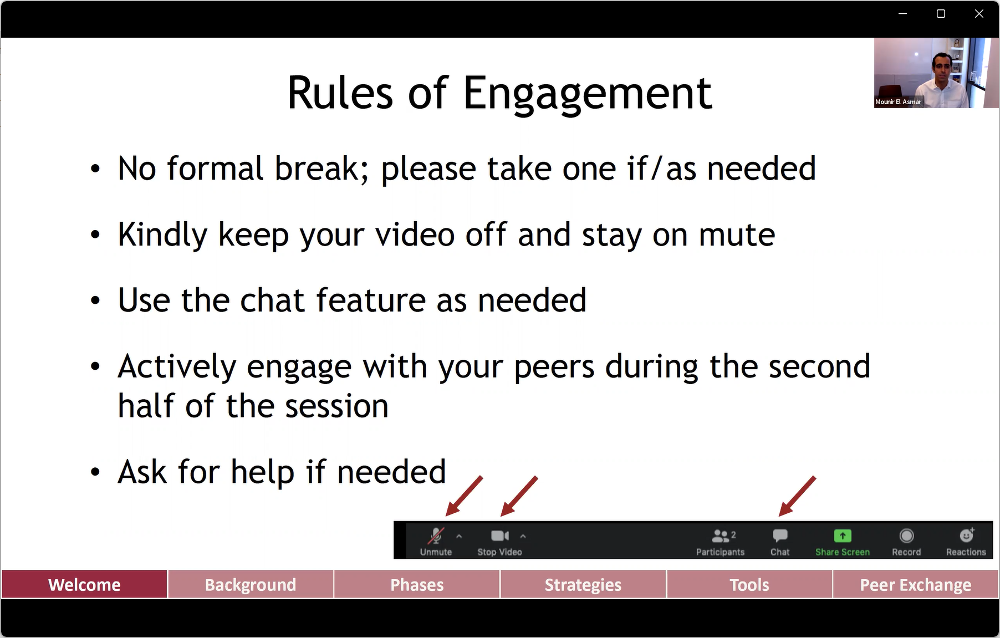 Mounir El Asmar
Rules of Engagement
• No formal break; please take one if/as needed
• Kindly keep your video off and stay on mute
• Use the chat feature as needed
• Actively engage with your peers during the second
half of the session
• Ask for help if needed
Unmute
Stop Video
Participants 2
Chat
Share Screen
Record
Reactions
Welcome
Background
Phases
Strategies
Tools
Peer Exchange